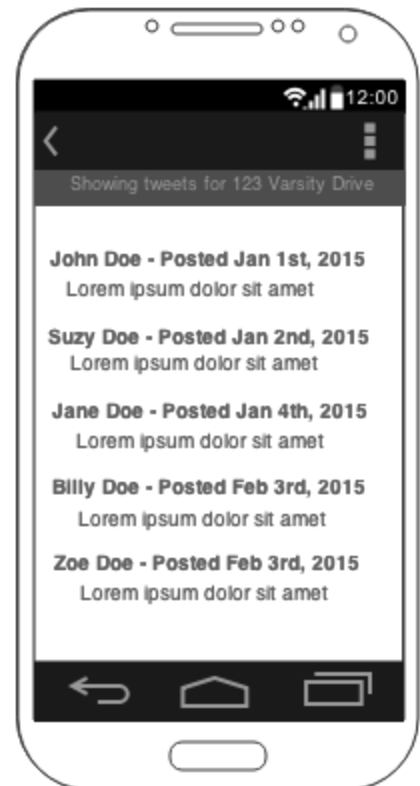 12:00
Showing tweets for 123 Varsity Drive
John Doe - Posted Jan 1st, 2015
Lorem ipsum dolor sit amet
Suzy Doe - Posted Jan 2nd, 2015
Lorem ipsum dolor sit amet
Jane Doe - Posted Jan 4th, 2015
Lorem ipsum dolor sit amet
Billy Doe - Posted Feb 3rd, 2015
Lorem ipsum dolor sit amet
Zoe Doe - Posted Feb 3rd, 2015
Lorem ipsum dolor sit amet